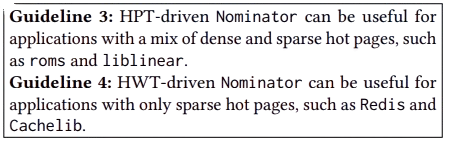 Guideline 3: HPT-driven Nominator can be useful for
applications with a mix of dense and sparse hot pages, such
as roms and liblinear.
Guideline 4: HWT-driven Nominator can be useful for
applications with only sparse hot pages, such as Redis and
Cachelib.